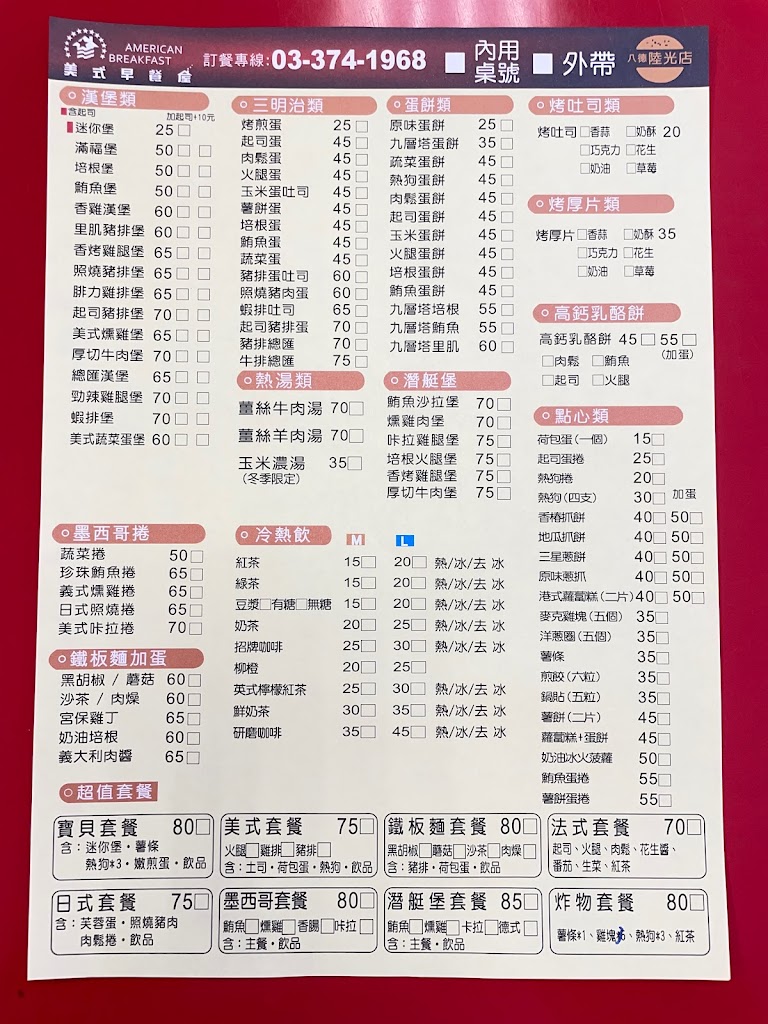 AMERICAN
BREAKFAST
美式早餐館
訂餐專線:03-374-1968
內用
桌號
外帶
八德 陸光店
漢堡類
含起司 加起司+10元
迷你堡 25
滿福堡 50
培根堡 50
鮪魚堡 50
香雞漢堡 60
里肌豬排堡 60
香烤雞腿堡 65
照燒豬排堡 65
腓力雞排堡 65
起司豬排堡 70
美式燻雞堡 65
厚切牛肉堡 70
總匯漢堡 65
勁辣雞腿堡 70
蝦排堡 70
美式蔬菜蛋堡 60
三明治類
烤煎蛋 25
起司蛋 45
肉鬆蛋 45
火腿蛋 45
玉米蛋吐司 45
薯餅蛋 45
培根蛋 45
鮪魚蛋 45
蔬菜蛋 45
豬排蛋吐司 60
照燒豬肉蛋 60
蝦排吐司 65
起司豬排蛋 70
豬排總匯 70
牛排總匯 75
蛋餅類
原味蛋餅 25
九層塔蛋餅 35
蔬菜蛋餅 45
熱狗蛋餅 45
肉鬆蛋餅 45
起司蛋餅 45
玉米蛋餅 45
火腿蛋餅 45
培根蛋餅 45
鮪魚蛋餅 45
九層塔培根 55
九層塔鮪魚 55
九層塔里肌 60
烤吐司類
烤吐司 香蒜 奶酥 20
巧克力 花生
奶油 草莓
烤厚片類
烤厚片 香蒜 奶酥 35
巧克力 花生
奶油 草莓
高鈣乳酪餅
高鈣乳酪餅 45 55
(加蛋)
肉鬆 鮪魚
起司 火腿
熱湯類
薑絲牛肉湯 70
薑絲羊肉湯 70
玉米濃湯 35
(冬季限定)
潛艇堡
鮪魚沙拉堡 70
燻雞肉堡 70
咔拉雞腿堡 75
培根火腿堡 75
香烤雞腿堡 75
厚切牛肉堡 75
點心類
荷包蛋(一個) 15
起司蛋捲 25
熱狗捲 20
熱狗(四支) 30 加蛋
香椿抓餅 40 50
地瓜抓餅 40 50
三星蔥餅 40 50
原味蔥抓 40 50
港式蘿蔔糕(二片) 40 50
麥克雞塊(五個) 35
洋蔥圈(五個) 35
薯條 35
煎餃(六粒) 35
鍋貼(五粒) 35
薯餅(二片) 45
蘿蔔糕+蛋餅 45
奶油冰火菠蘿 50
鮪魚蛋捲 55
薯餅蛋捲 55
墨西哥捲
蔬菜捲 50
珍珠鮪魚捲 65
義式燻雞捲 65
日式照燒捲 65
美式咔拉捲 70
冷熱飲 M L
紅茶 15 20 熱/冰/去 冰
綠茶 15 20 熱/冰/去 冰
豆漿 有糖 無糖 15 20 熱/冰/去 冰
奶茶 20 25 熱/冰/去 冰
招牌咖啡 25 30 熱/冰/去 冰
柳橙 20 25
英式檸檬紅茶 25 30 熱/冰/去 冰
鮮奶茶 30 35 熱/冰/去 冰
研磨咖啡 35 45 熱/冰/去 冰
鐵板麵加蛋
黑胡椒 / 蘑菇 60
沙茶 / 肉燥 60
宮保雞丁 65
奶油培根 60
義大利肉醬 65
超值套餐
寶貝套餐 80
含:迷你堡・薯條
熱狗*3・嫩煎蛋・飲品
美式套餐 75
火腿 雞排 豬排
含:土司・荷包蛋・熱狗・飲品
鐵板麵套餐 80
黑胡椒 蘑菇 沙茶 肉燥
含:豬排・荷包蛋・飲品
法式套餐 70
起司、火腿、肉鬆、花生醬、
番茄、生菜、紅茶
日式套餐 75
含:芙蓉蛋・照燒豬肉
肉鬆捲・飲品
墨西哥套餐 80
鮪魚 燻雞 香腸 咔拉
含:主餐・飲品
潛艇堡套餐 85
鮪魚 燻雞 卡拉 德式
含:主餐・飲品
炸物套餐 80
薯條*1、雞塊*5、熱狗*3、紅茶